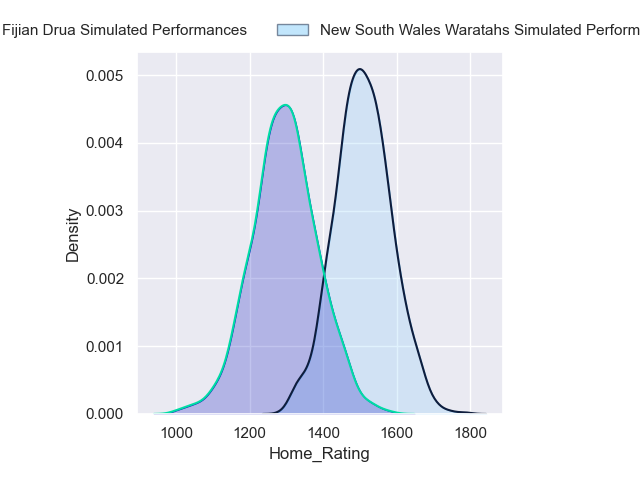 Fijian Drua Simulated Performances
New South Wales Waratahs Simulated Perform
0.005
0.004
0.003
0.002
0.001
0.000
Density
1000 1200 1400 1600 1800
Home_Rating